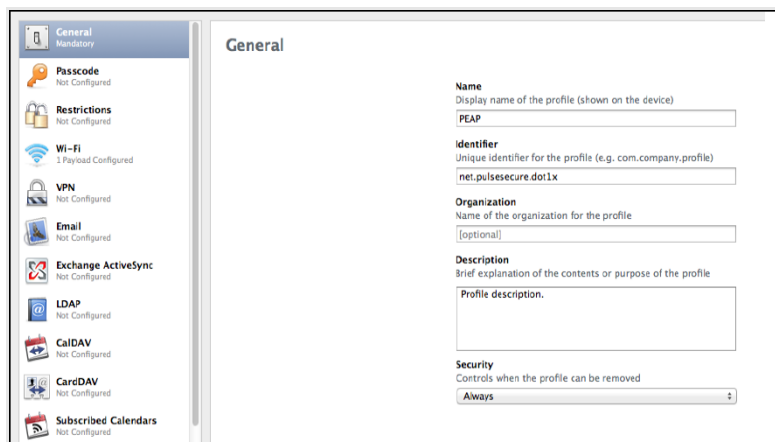 General
Mandatory
Passcode
Not Configured
Restrictions
Not Configured
Wi-Fi
1 Payload Configured
VPN
Not Configured
Email
Not Configured
Exchange ActiveSync
Not Configured
LDAP
Not Configured
CalDAV
Not Configured
CardDAV
Not Configured
Subscribed Calendars
Not Configured
General
Name
Display name of the profile (shown on the device)
PEAP
Identifier
Unique identifier for the profile (e.g. com.company.profile)
net.pulsesecure.dot1x
Organization
Name of the organization for the profile
[optional]
Description
Brief explanation of the contents or purpose of the profile
Profile description.
Security
Controls when the profile can be removed
Always